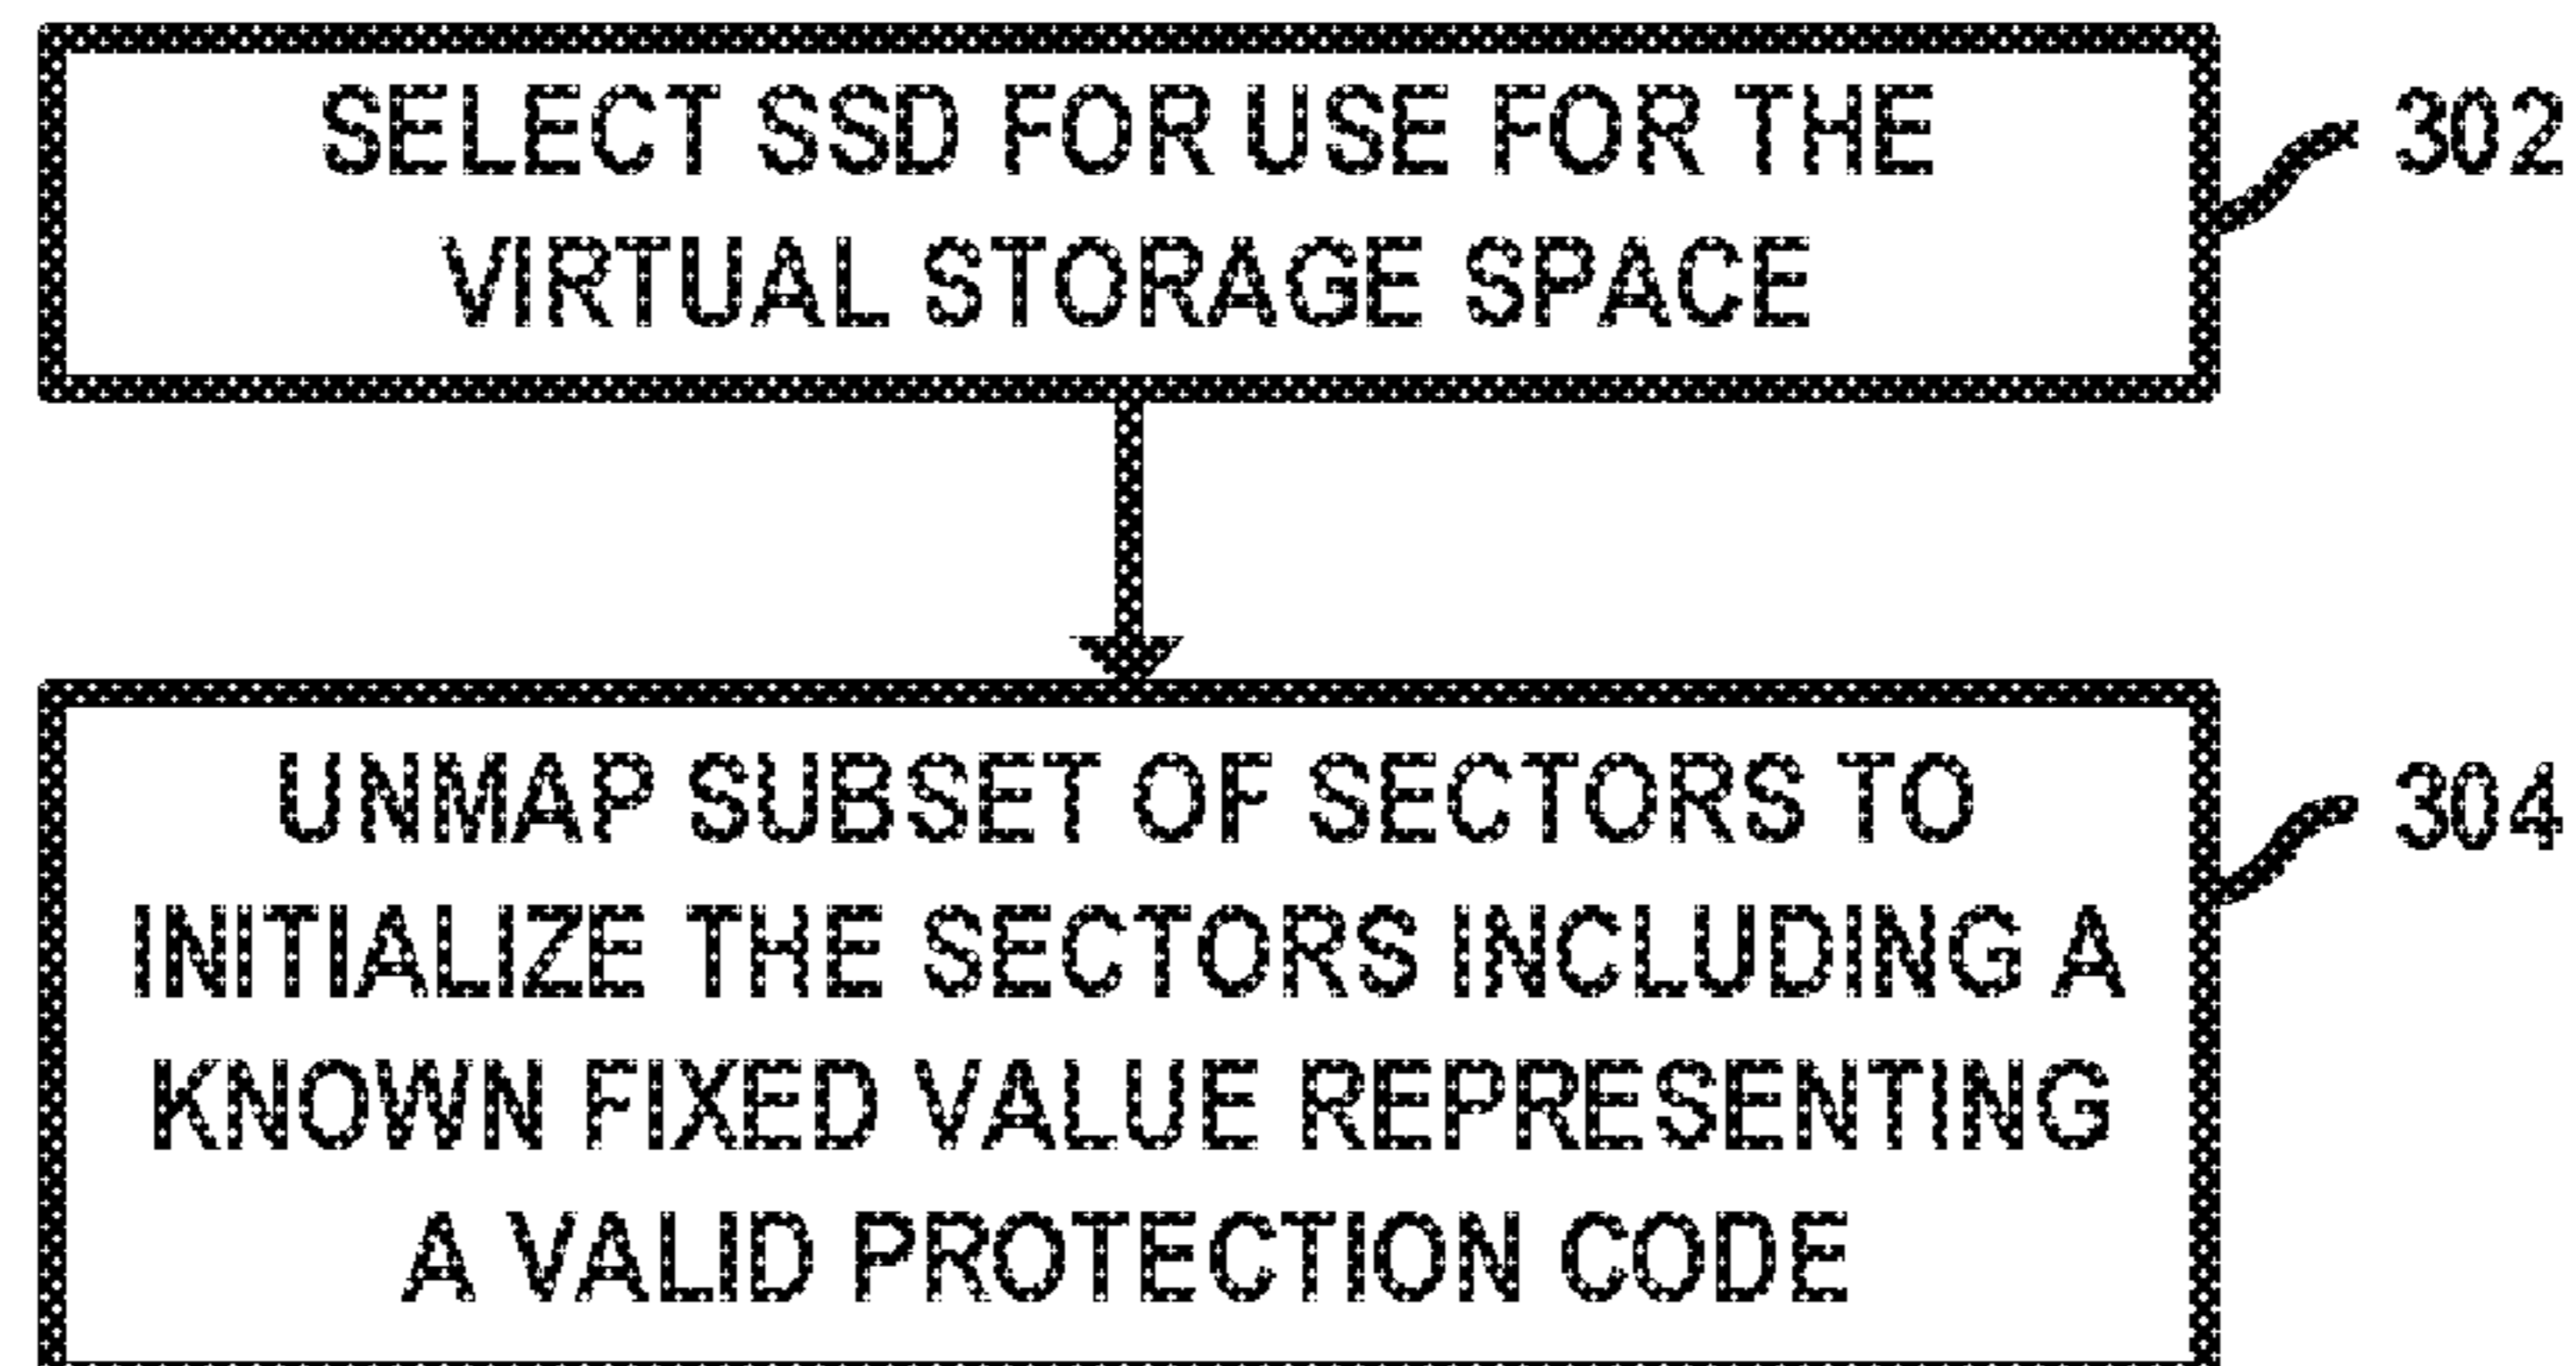 SELECT SSD FOR USE FOR THE
VIRTUAL STORAGE SPACE
302
UNMAP SUBSET OF SECTORS TO
INITIALIZE THE SECTORS INCLUDING A
KNOWN FIXED VALUE REPRESENTING
A VALID PROTECTION CODE
304